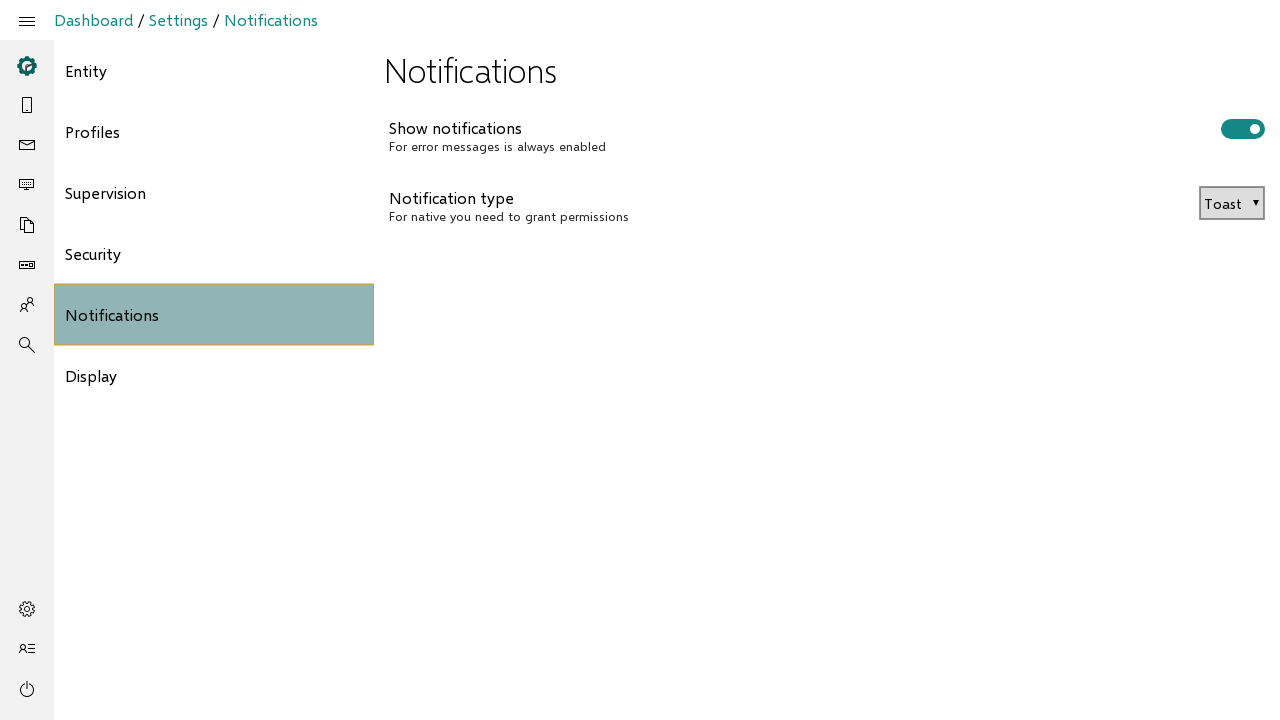 Dashboard / Settings / Notifications
Entity
Profiles
Supervision
Security
Notifications
Display
Notifications
Show notifications
For error messages is always enabled
Notification type
For native you need to grant permissions
Toast